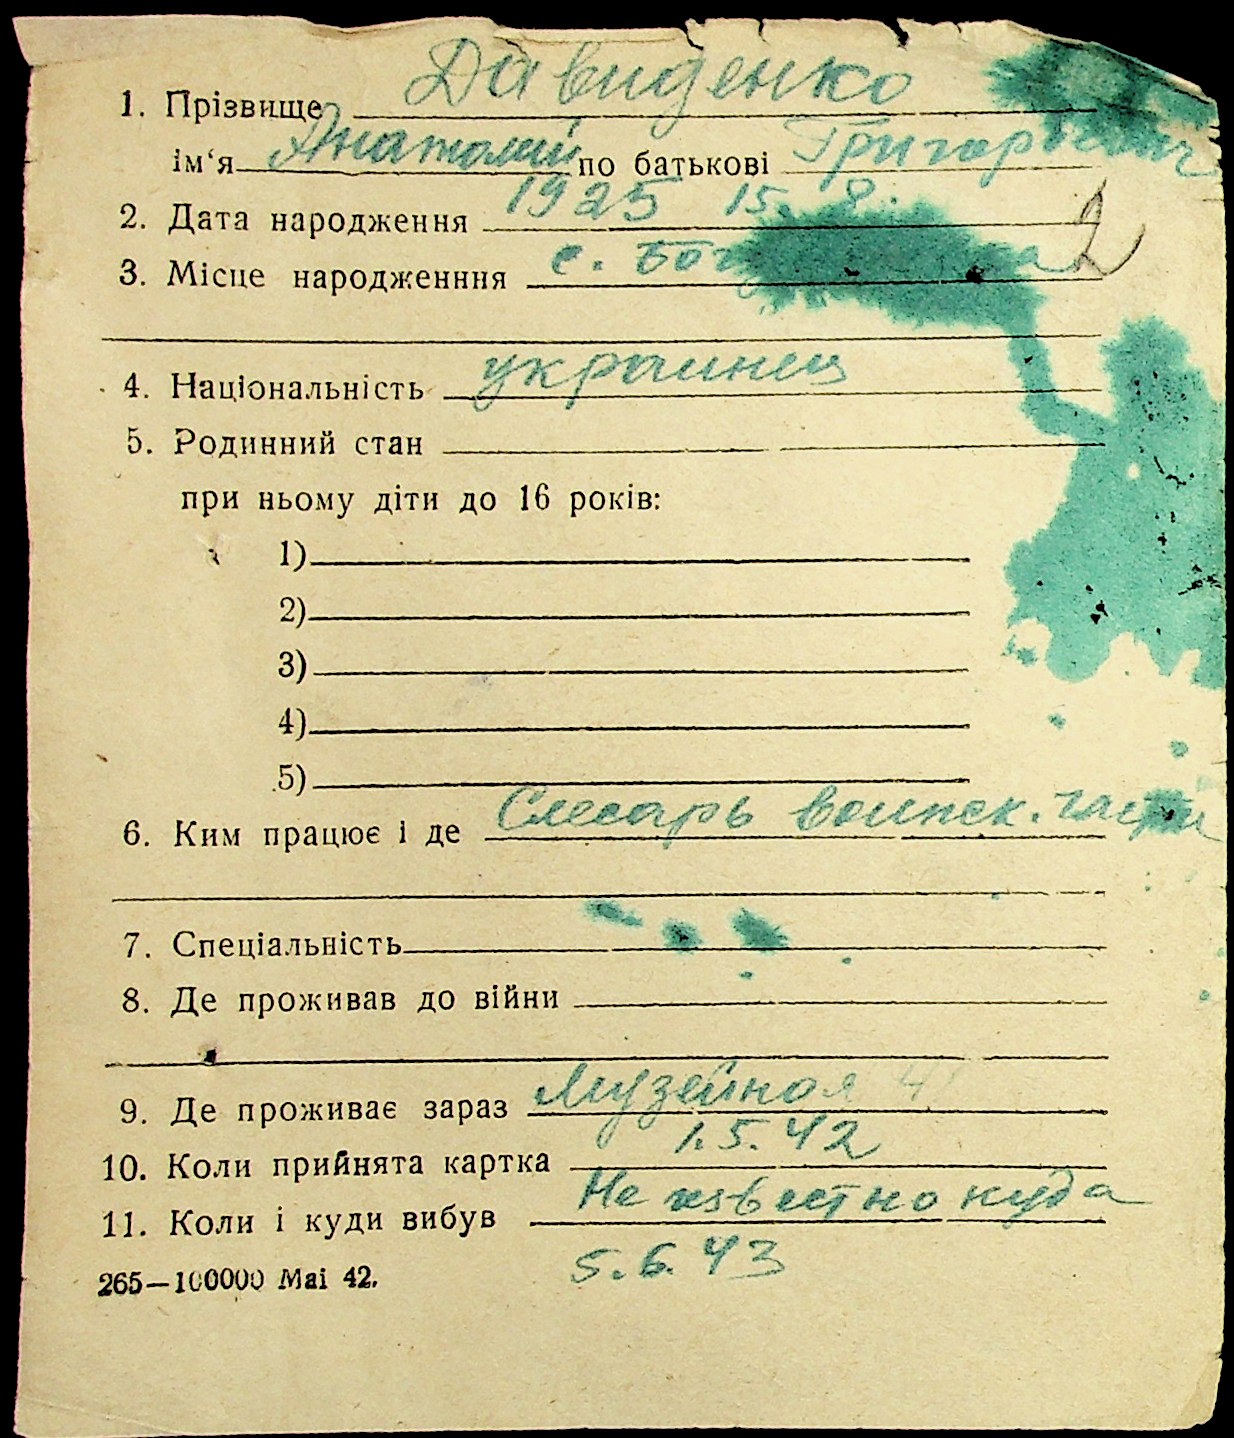 1. Прізвище Давиденко
ім‘я Анатолий по батькові Григорьевич
2. Дата народження 1925 15. 8. 2
3. Місце народженння с.
4. Національність украинец
5. Родинний стан
при ньому діти до 16 років:
1)
2)
3)
4)
5)
6. Ким працює і де Слесарь воинск. части
7. Спеціальність
8. Де проживав до війни
9. Де проживає зараз Музейная
10. Коли прийнята картка 1.5.42
11. Коли і куди вибув Не известно куда
5.6.43
265—100000 Маі 42.